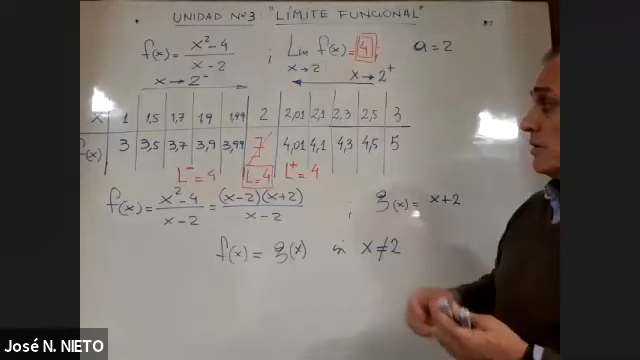 UNIDAD Nº3: "LÍMITE FUNCIONAL"
f(x) = x²-4 / x-2 ; Lim x→2 f(x) = 4 a = 2
x → 2⁻ x → 2⁺
x 1 1,5 1,7 1,9 1,99 2 2,01 2,1 2,3 2,5 3
f(x) 3 3,5 3,7 3,9 3,99 ∄ 4,01 4,1 4,3 4,5 5
L⁻ = 4 L = 4 L⁺ = 4
f(x) = x²-4 / x-2 = (x-2)(x+2) / x-2 ; g(x) = x+2
f(x) = g(x) si x ≠ 2
José N. NIETO